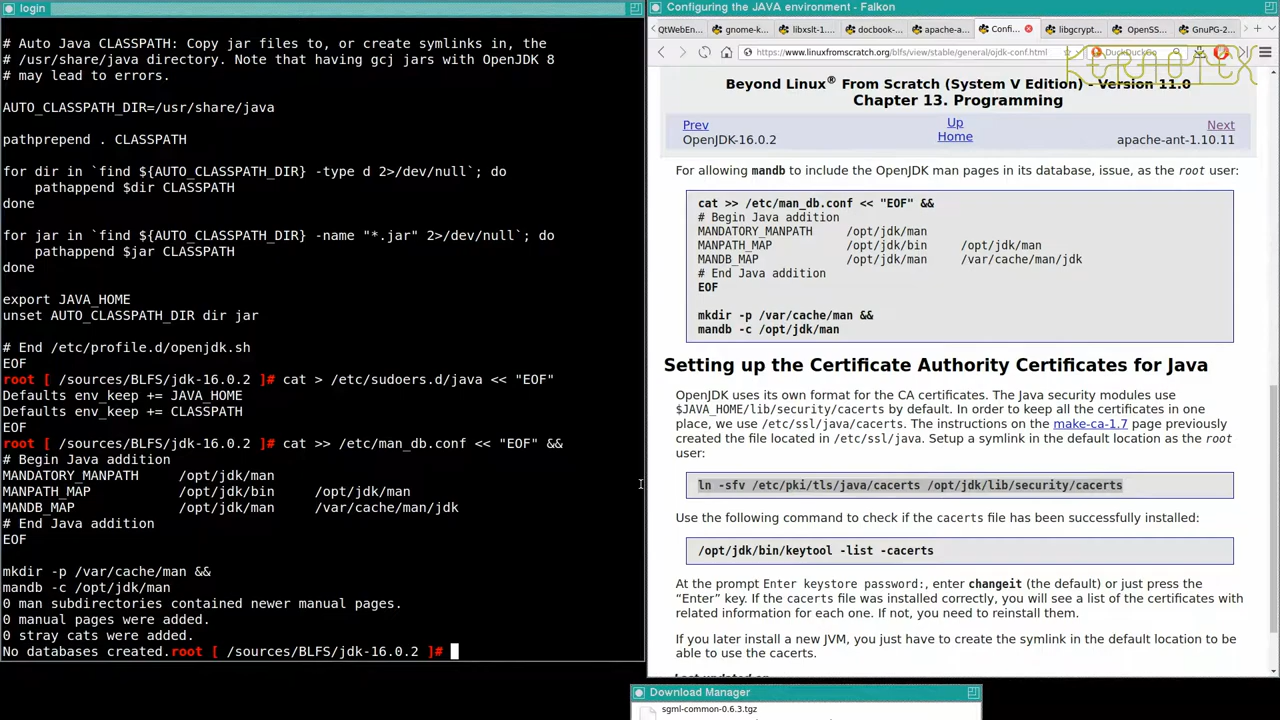 login
# Auto Java CLASSPATH: Copy jar files to, or create symlinks in, the
# /usr/share/java directory. Note that having gcj jars with OpenJDK 8
# may lead to errors.
AUTO_CLASSPATH_DIR=/usr/share/java
pathprepend . CLASSPATH
for dir in `find ${AUTO_CLASSPATH_DIR} -type d 2>/dev/null`; do
    pathappend $dir CLASSPATH
done
for jar in `find ${AUTO_CLASSPATH_DIR} -name "*.jar" 2>/dev/null`; do
    pathappend $jar CLASSPATH
done
export JAVA_HOME
unset AUTO_CLASSPATH_DIR dir jar
# End /etc/profile.d/openjdk.sh
EOF
root [ /sources/BLFS/jdk-16.0.2 ]# cat > /etc/sudoers.d/java << "EOF"
Defaults env_keep += JAVA_HOME
Defaults env_keep += CLASSPATH
EOF
root [ /sources/BLFS/jdk-16.0.2 ]# cat >> /etc/man_db.conf << "EOF" &&
# Begin Java addition
MANDATORY_MANPATH     /opt/jdk/man
MANPATH_MAP           /opt/jdk/bin     /opt/jdk/man
MANDB_MAP             /opt/jdk/man     /var/cache/man/jdk
# End Java addition
EOF
mkdir -p /var/cache/man &&
mandb -c /opt/jdk/man
0 man subdirectories contained newer manual pages.
0 manual pages were added.
0 stray cats were added.
No databases created.root [ /sources/BLFS/jdk-16.0.2 ]#
Configuring the JAVA environment - Falkon
QtWebEn... gnome-k... libxslt-1... docbook-... apache-a... Confi... libgcrypt... OpenSS... GnuPG-2...
https://www.linuxfromscratch.org/blfs/view/stable/general/ojdk-conf.html DuckDuckGo
KERNOTEX
Beyond Linux® From Scratch (System V Edition) - Version 11.0
Chapter 13. Programming
Prev Up Next
OpenJDK-16.0.2 Home apache-ant-1.10.11
For allowing mandb to include the OpenJDK man pages in its database, issue, as the root user:
cat >> /etc/man_db.conf << "EOF" &&
# Begin Java addition
MANDATORY_MANPATH     /opt/jdk/man
MANPATH_MAP           /opt/jdk/bin     /opt/jdk/man
MANDB_MAP             /opt/jdk/man     /var/cache/man/jdk
# End Java addition
EOF
mkdir -p /var/cache/man &&
mandb -c /opt/jdk/man
Setting up the Certificate Authority Certificates for Java
OpenJDK uses its own format for the CA certificates. The Java security modules use
$JAVA_HOME/lib/security/cacerts by default. In order to keep all the certificates in one
place, we use /etc/ssl/java/cacerts. The instructions on the make-ca-1.7 page previously
created the file located in /etc/ssl/java. Setup a symlink in the default location as the root
user:
ln -sfv /etc/pki/tls/java/cacerts /opt/jdk/lib/security/cacerts
Use the following command to check if the cacerts file has been successfully installed:
/opt/jdk/bin/keytool -list -cacerts
At the prompt Enter keystore password:, enter changeit (the default) or just press the
“Enter” key. If the cacerts file was installed correctly, you will see a list of the certificates with
related information for each one. If not, you need to reinstall them.
If you later install a new JVM, you just have to create the symlink in the default location to be
able to use the cacerts.
Last updated on
Download Manager
sgml-common-0.6.3.tgz